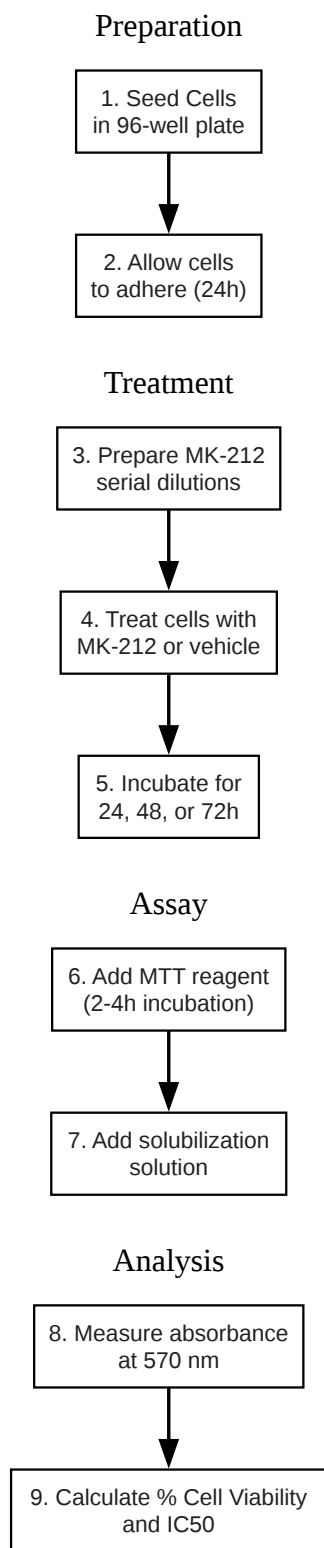 Preparation
1. Seed Cells
in 96-well plate
2. Allow cells
to adhere (24h)
Treatment
3. Prepare MK-212
serial dilutions
4. Treat cells with
MK-212 or vehicle
5. Incubate for
24, 48, or 72h
Assay
6. Add MTT reagent
(2-4h incubation)
7. Add solubilization
solution
Analysis
8. Measure absorbance
at 570 nm
9. Calculate % Cell Viability
and IC50